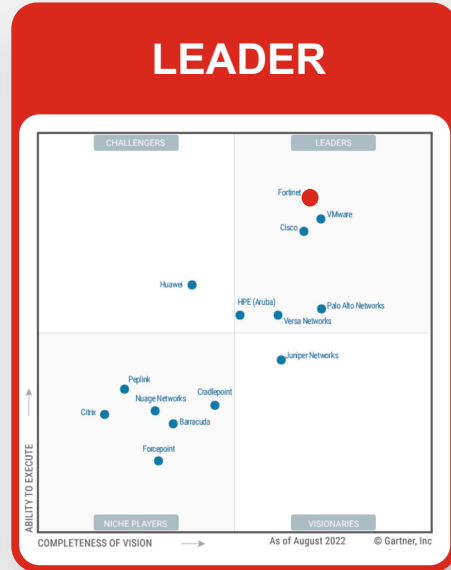 LEADER
CHALLENGERS
LEADERS
Fortinet
VMware
Cisco
Huawei
HPE (Aruba)
Palo Alto Networks
Versa Networks
Juniper Networks
Peplink
Cradlepoint
Nuage Networks
Citrix
Barracuda
Forcepoint
ABILITY TO EXECUTE
NICHE PLAYERS
VISIONARIES
COMPLETENESS OF VISION
As of August 2022
© Gartner, Inc